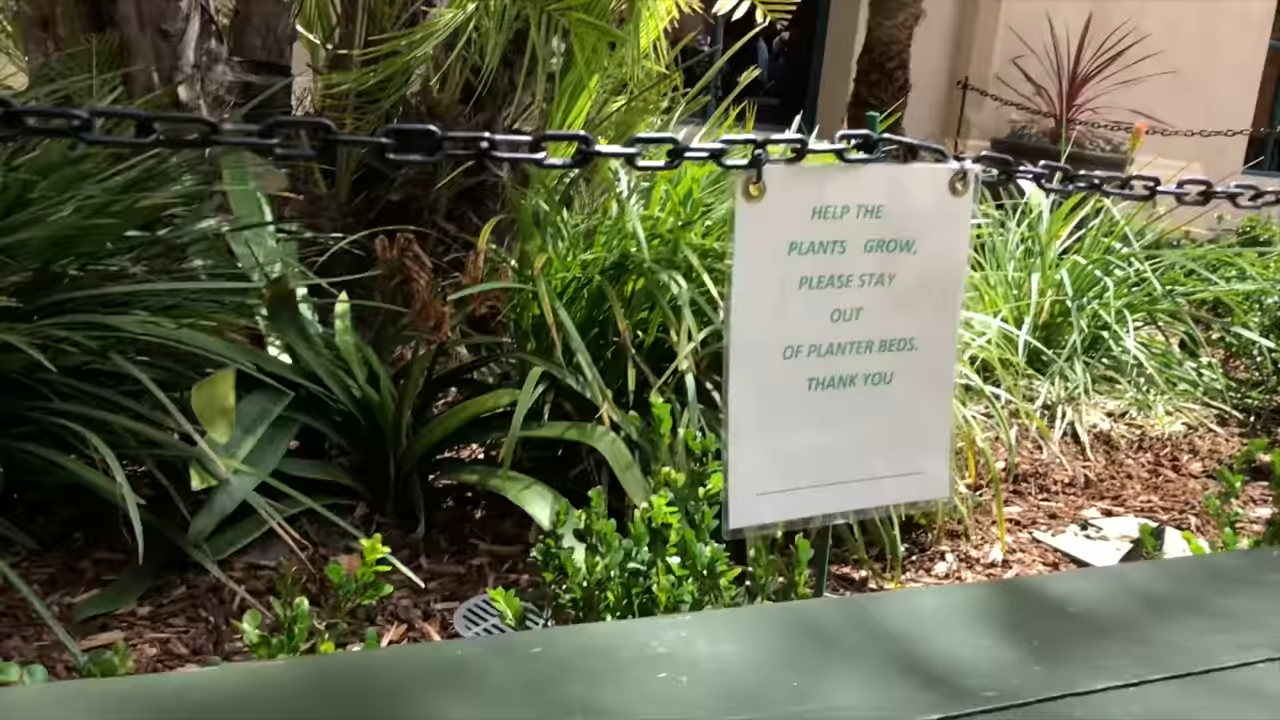 HELP THE
PLANTS GROW,
PLEASE STAY
OUT
OF PLANTER BEDS.
THANK YOU